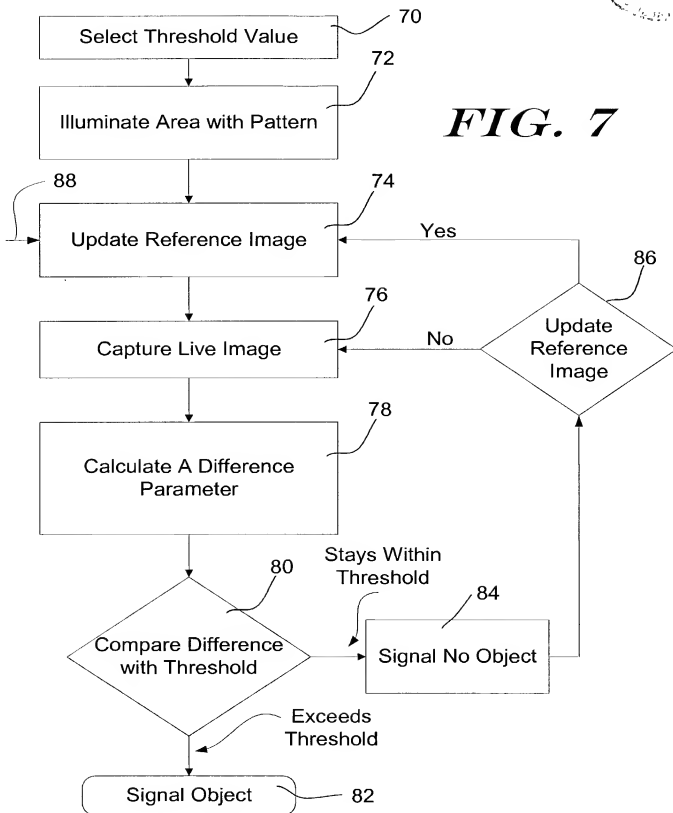 70
Select Threshold Value
72
Illuminate Area with Pattern
FIG. 7
88
74
Update Reference Image
Yes
86
76
Update
Reference
Image
No
Capture Live Image
78
Calculate A Difference
Parameter
Stays Within
Threshold
80
84
Compare Difference
with Threshold
Signal No Object
Exceeds
Threshold
Signal Object
82